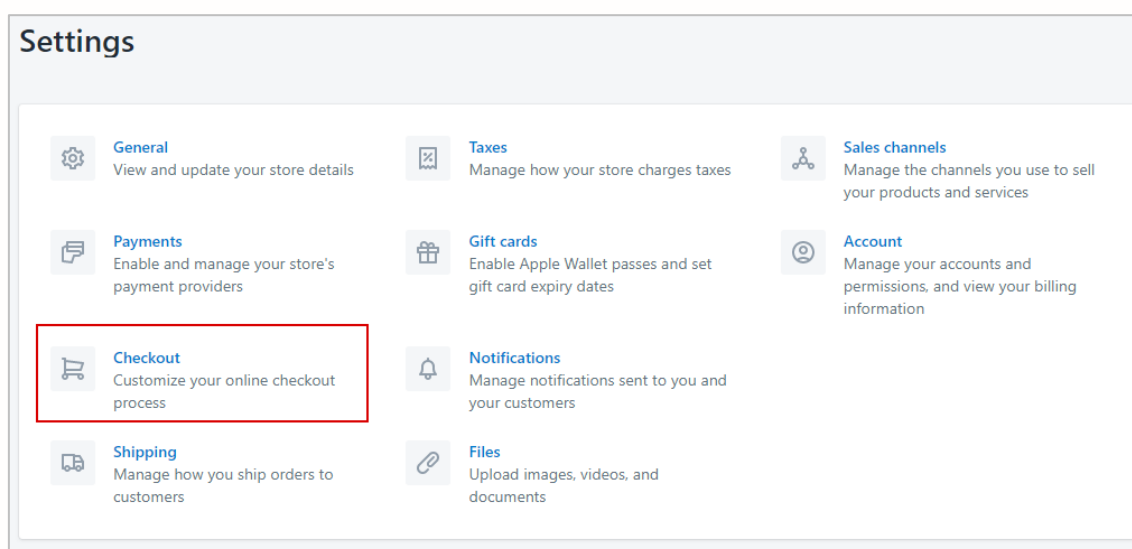 Settings
General
View and update your store details
Taxes
Manage how your store charges taxes
Sales channels
Manage the channels you use to sell
your products and services
Payments
Enable and manage your store's
payment providers
Gift cards
Enable Apple Wallet passes and set
gift card expiry dates
Account
Manage your accounts and
permissions, and view your billing
information
Checkout
Customize your online checkout
process
Notifications
Manage notifications sent to you and
your customers
Shipping
Manage how you ship orders to
customers
Files
Upload images, videos, and
documents